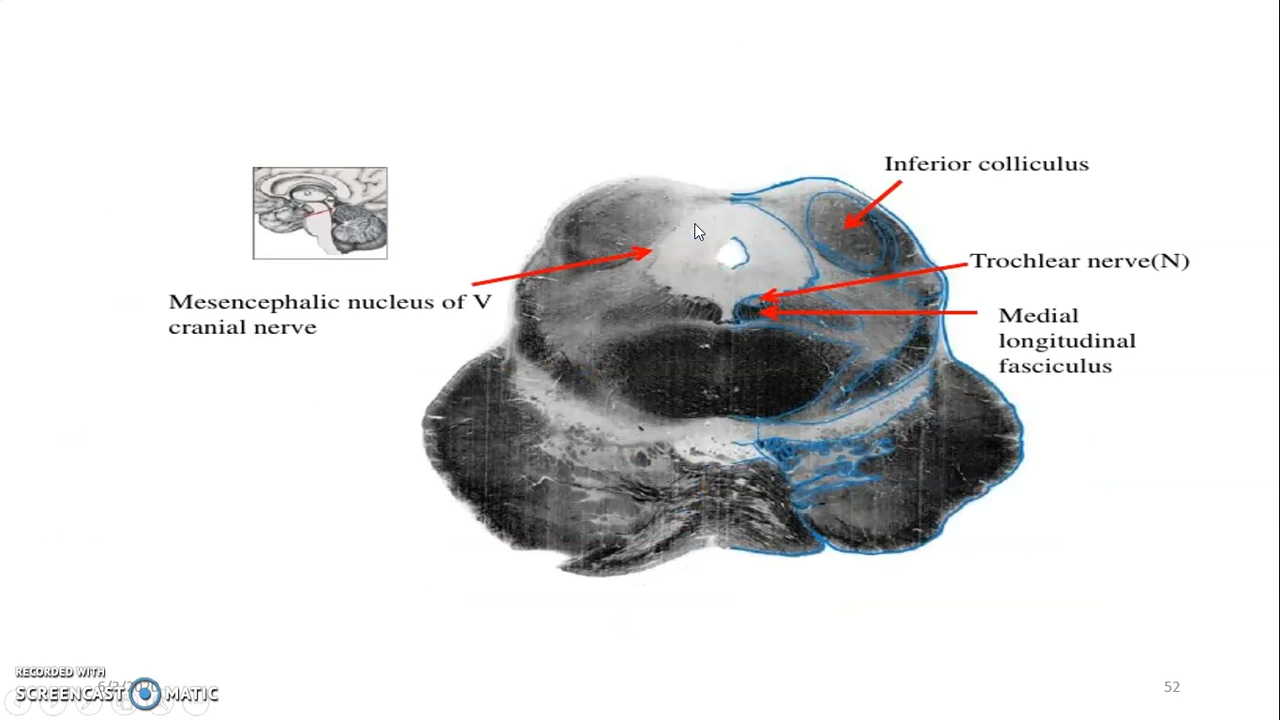 Inferior colliculus
Trochlear nerve(N)
Mesencephalic nucleus of V
cranial nerve
Medial
longitudinal
fasciculus
RECORDED WITH
SCREENCAST MATIC
52